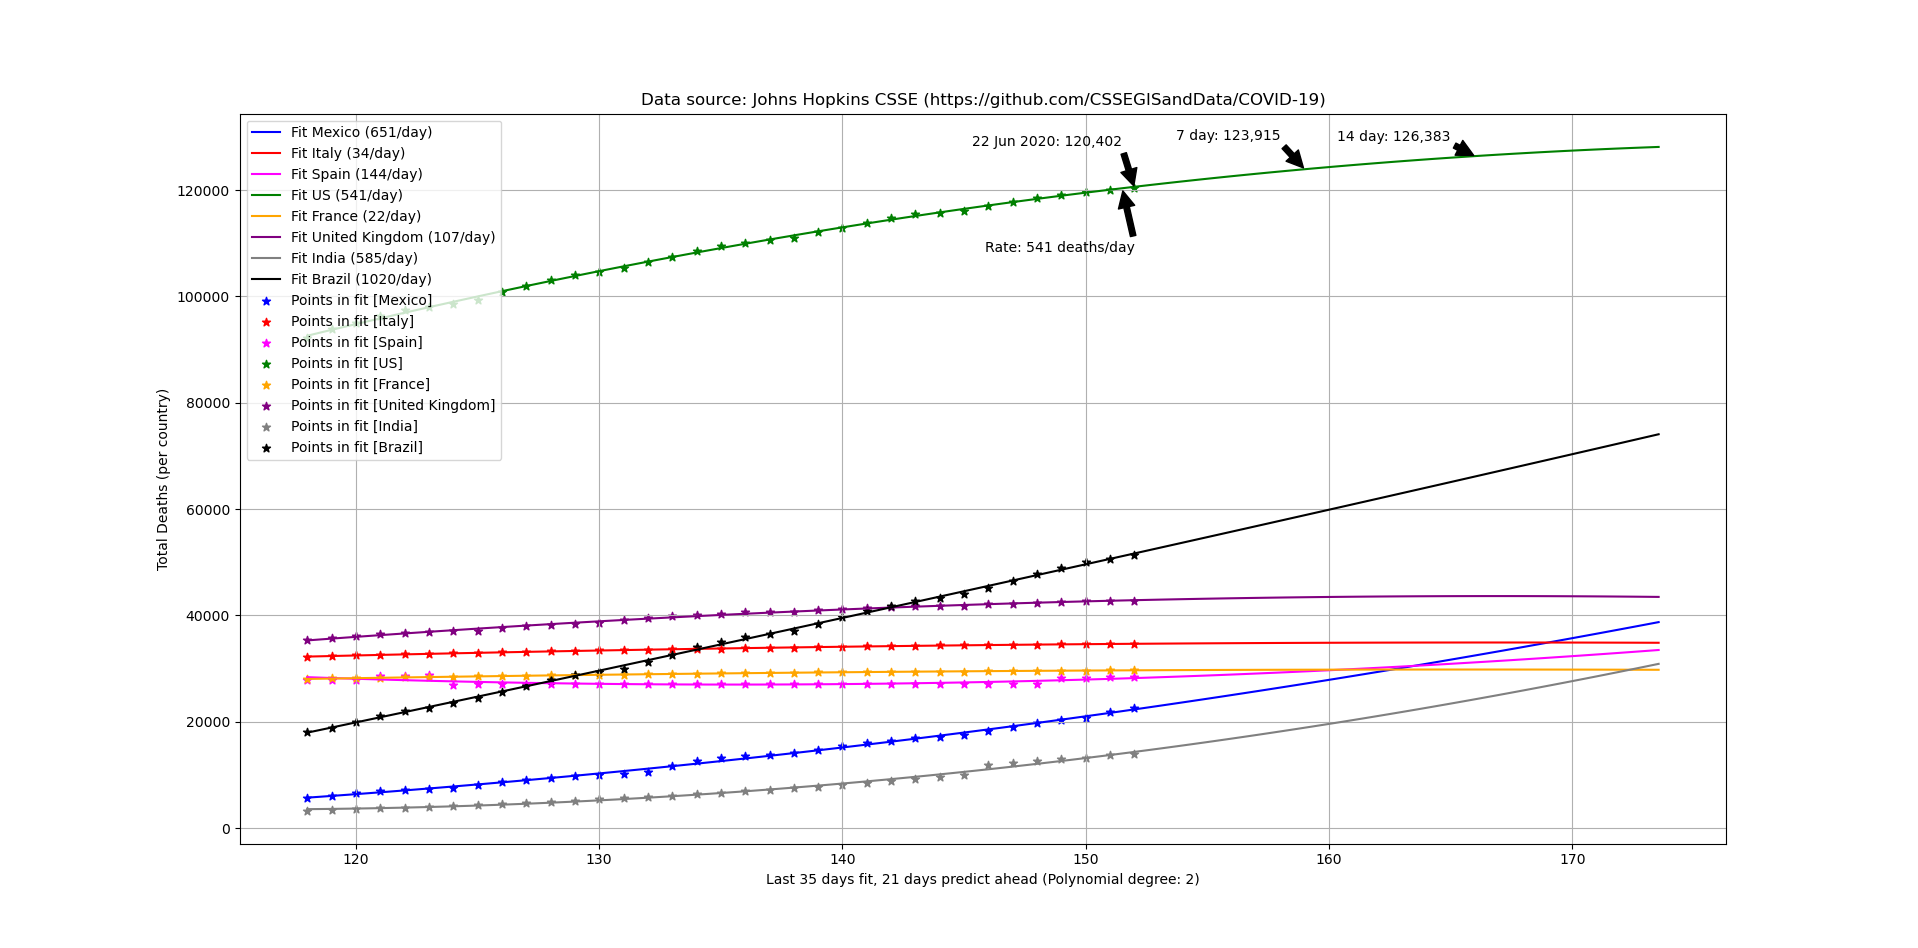 Data source: Johns Hopkins CSSE (https://github.com/CSSEGISandData/COVID-19)
Fit Mexico (651/day)
Fit Italy (34/day)
Fit Spain (144/day)
Fit US (541/day)
Fit France (22/day)
Fit United Kingdom (107/day)
Fit India (585/day)
Fit Brazil (1020/day)
Points in fit [Mexico]
Points in fit [Italy]
Points in fit [Spain]
Points in fit [US]
Points in fit [France]
Points in fit [United Kingdom]
Points in fit [India]
Points in fit [Brazil]
22 Jun 2020: 120,402
7 day: 123,915
14 day: 126,383
Rate: 541 deaths/day
Total Deaths (per country)
120000
100000
80000
60000
40000
20000
0
120
130
140
150
160
170
Last 35 days fit, 21 days predict ahead (Polynomial degree: 2)